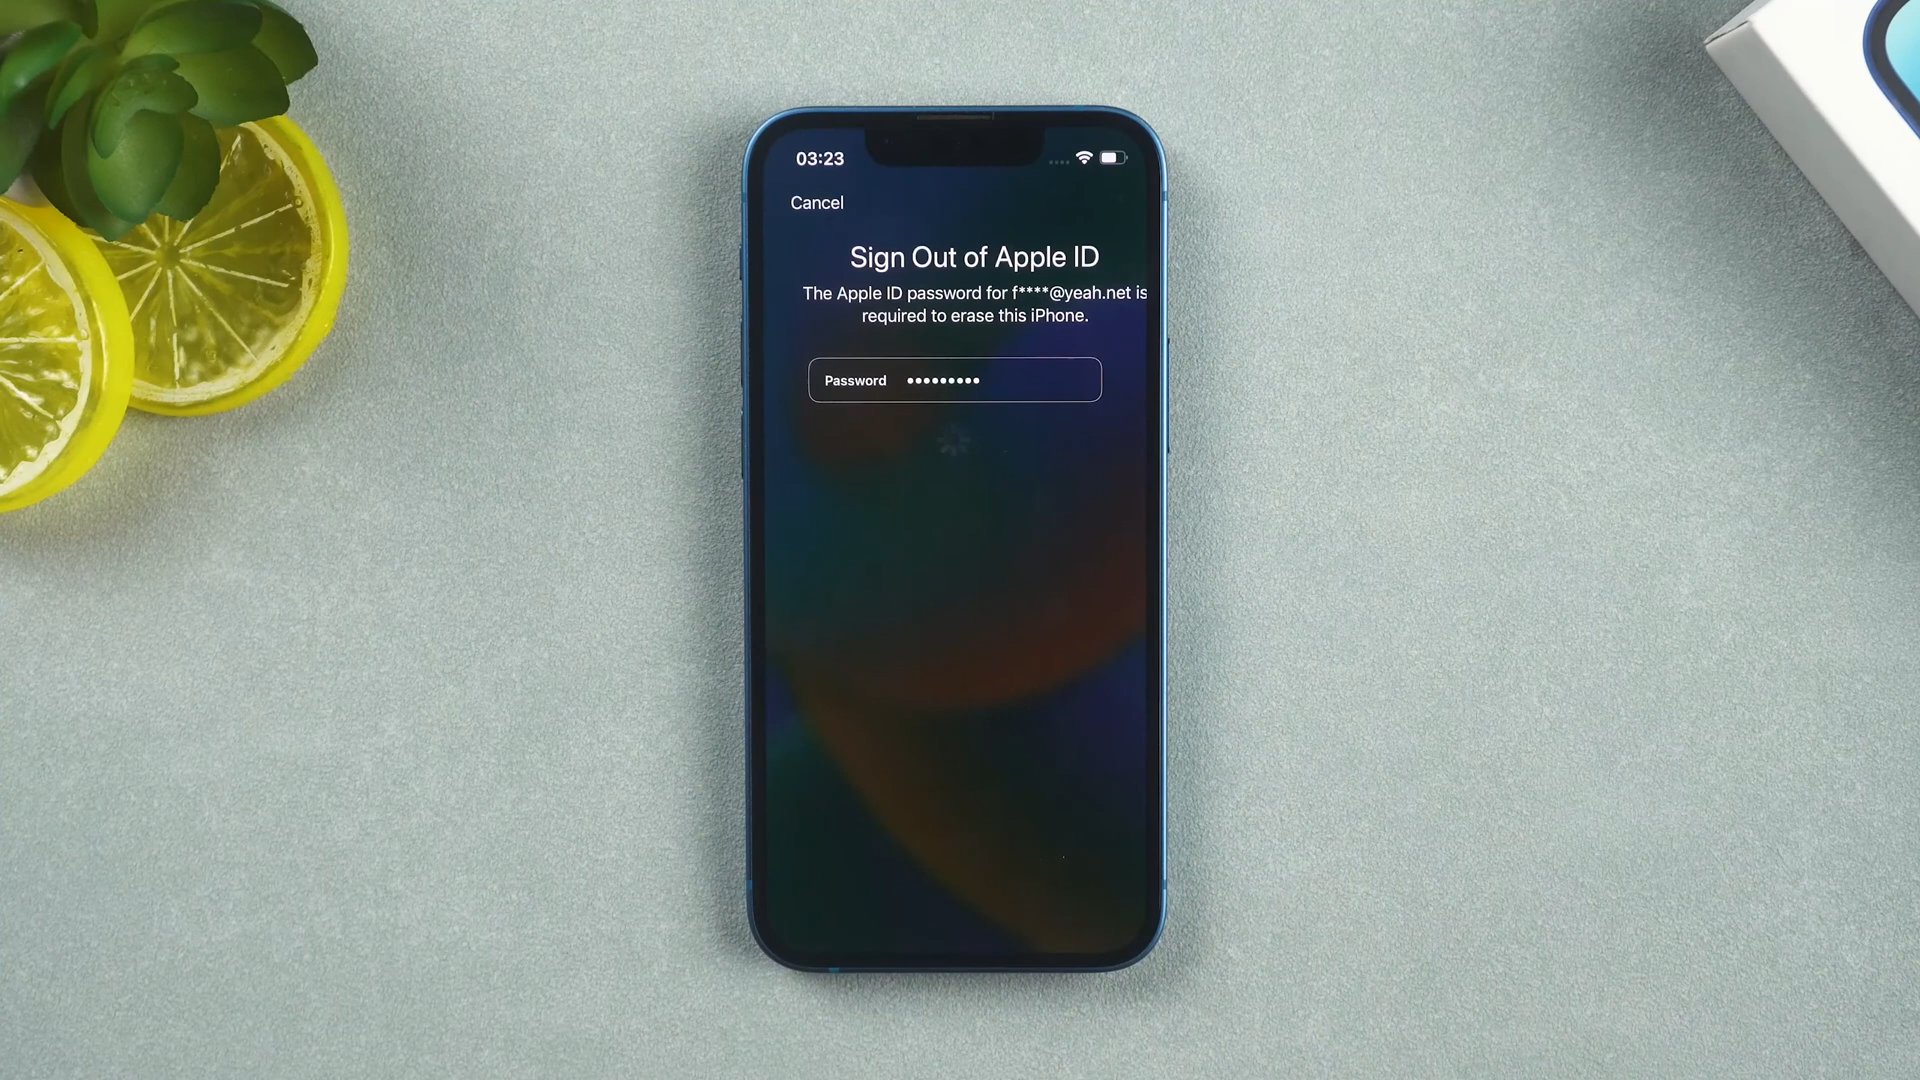 03:23
Cancel
Sign Out of Apple ID
The Apple ID password for f****@yeah.net is
required to erase this iPhone.
Password •••••••••